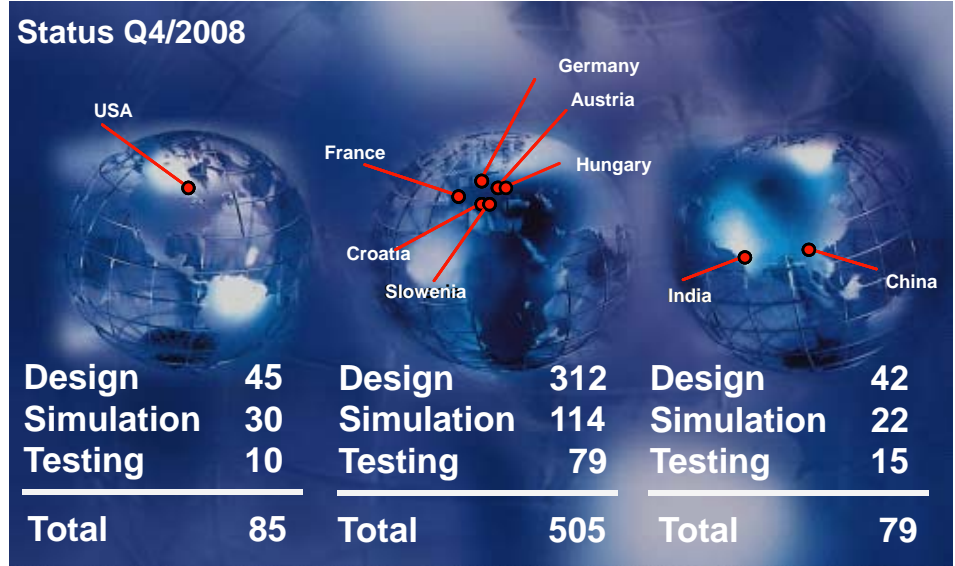 Status Q4/2008
Germany
Austria
USA
France
Hungary
Croatia
Slowenia
India
China
Design 45
Simulation 30
Testing 10
Total 85
Design 312
Simulation 114
Testing 79
Total 505
Design 42
Simulation 22
Testing 15
Total 79